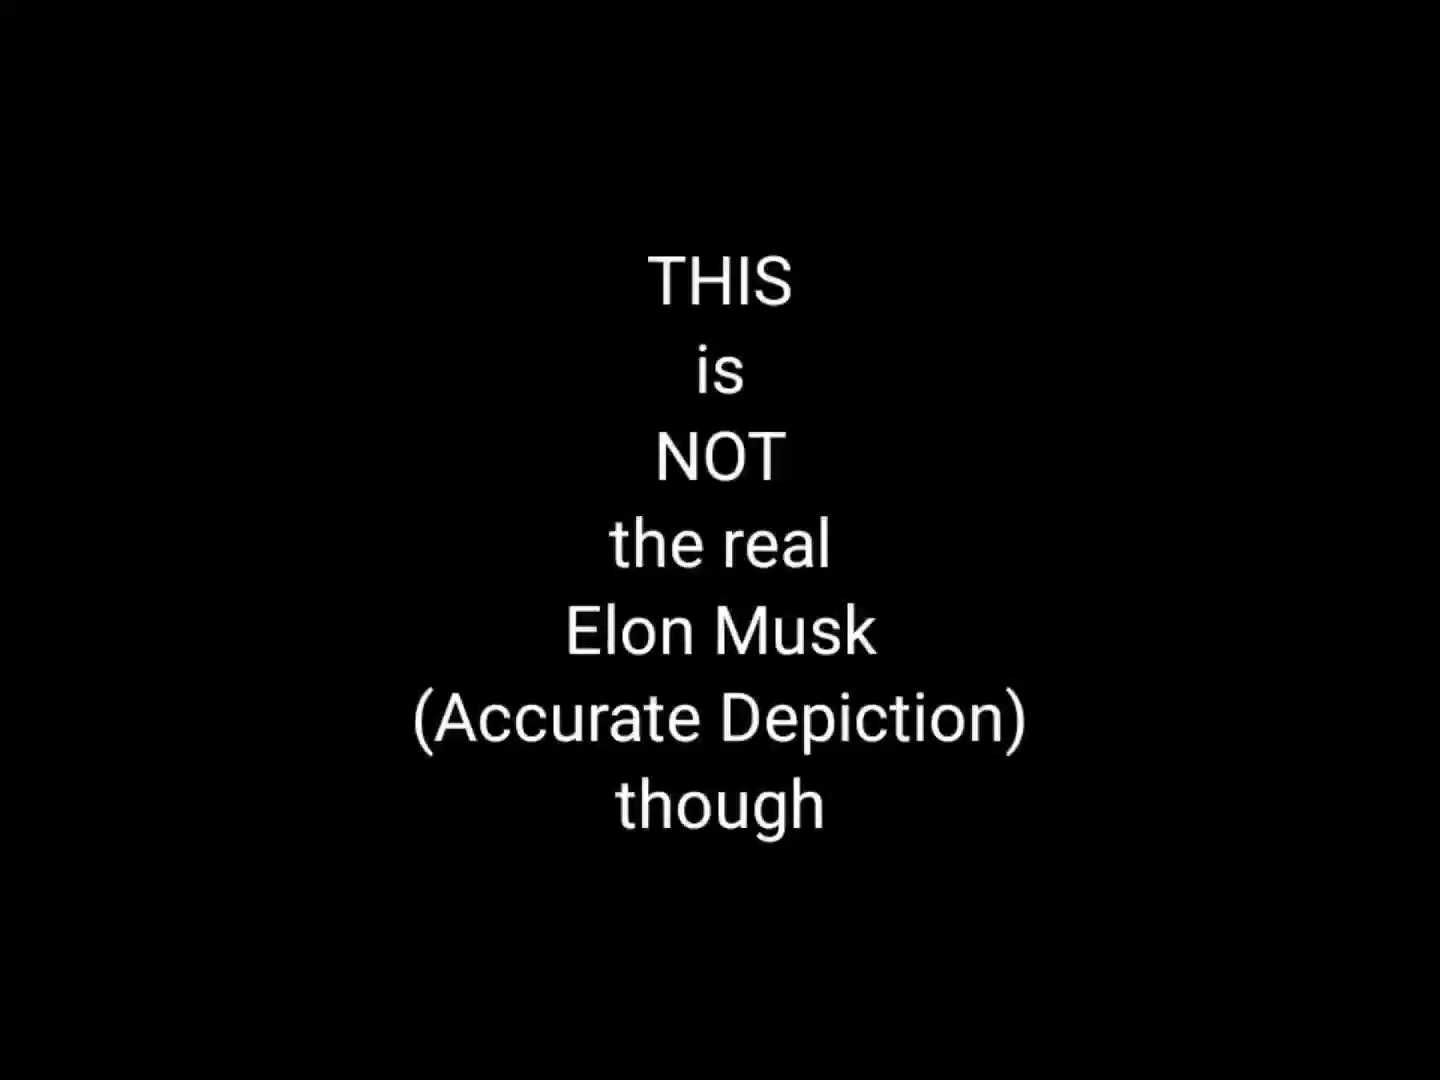 THIS
is
NOT
the real
Elon Musk
(Accurate Depiction)
though